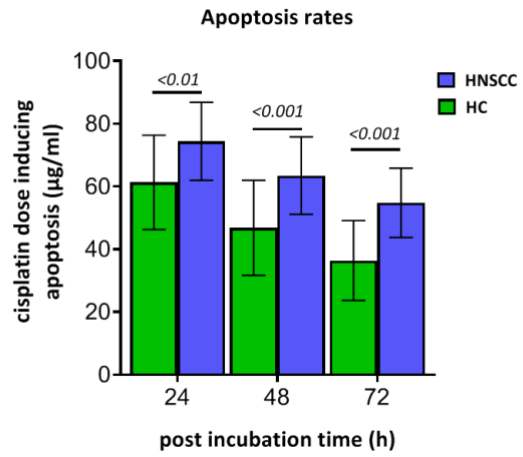 Apoptosis rates
cisplatin dose inducing
apoptosis (µg/ml)
100
80
60
40
20
0
<0.01
<0.001
<0.001
HNSCC
HC
24
48
72
post incubation time (h)